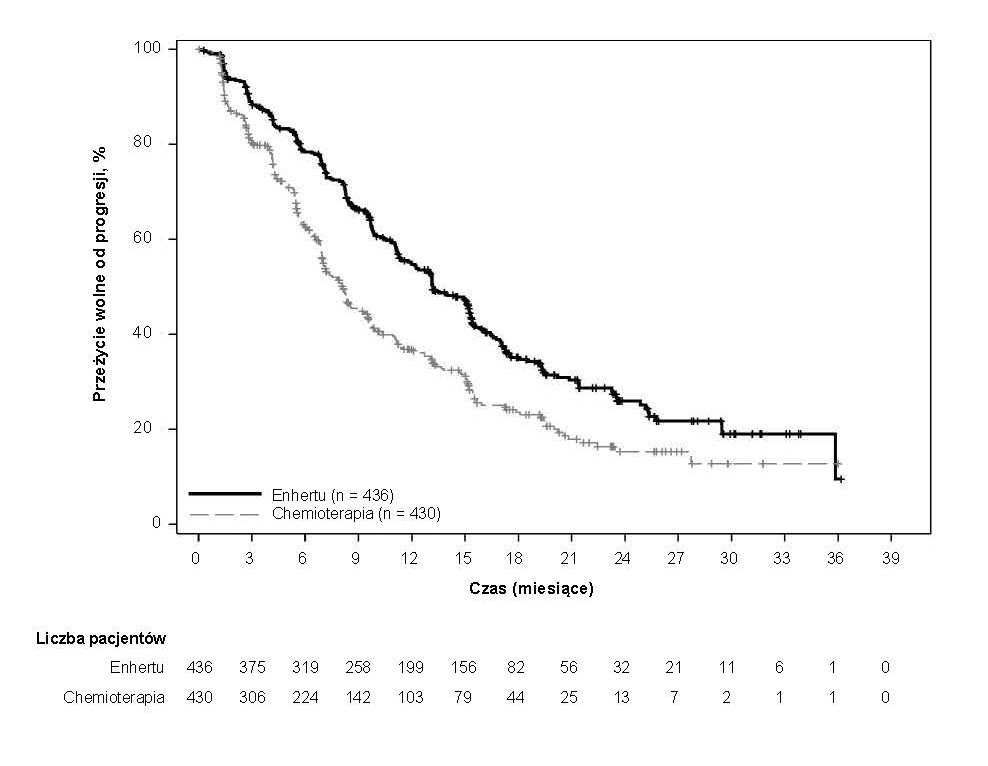 100
80
60
40
20
0
Przeżycie wolne od progresji, %
Enhertu (n = 436)
Chemioterapia (n = 430)
0 3 6 9 12 15 18 21 24 27 30 33 36 39
Czas (miesiące)
Liczba pacjentów
Enhertu 436 375 319 258 199 156 82 56 32 21 11 6 1 0
Chemioterapia 430 306 224 142 103 79 44 25 13 7 2 1 1 0